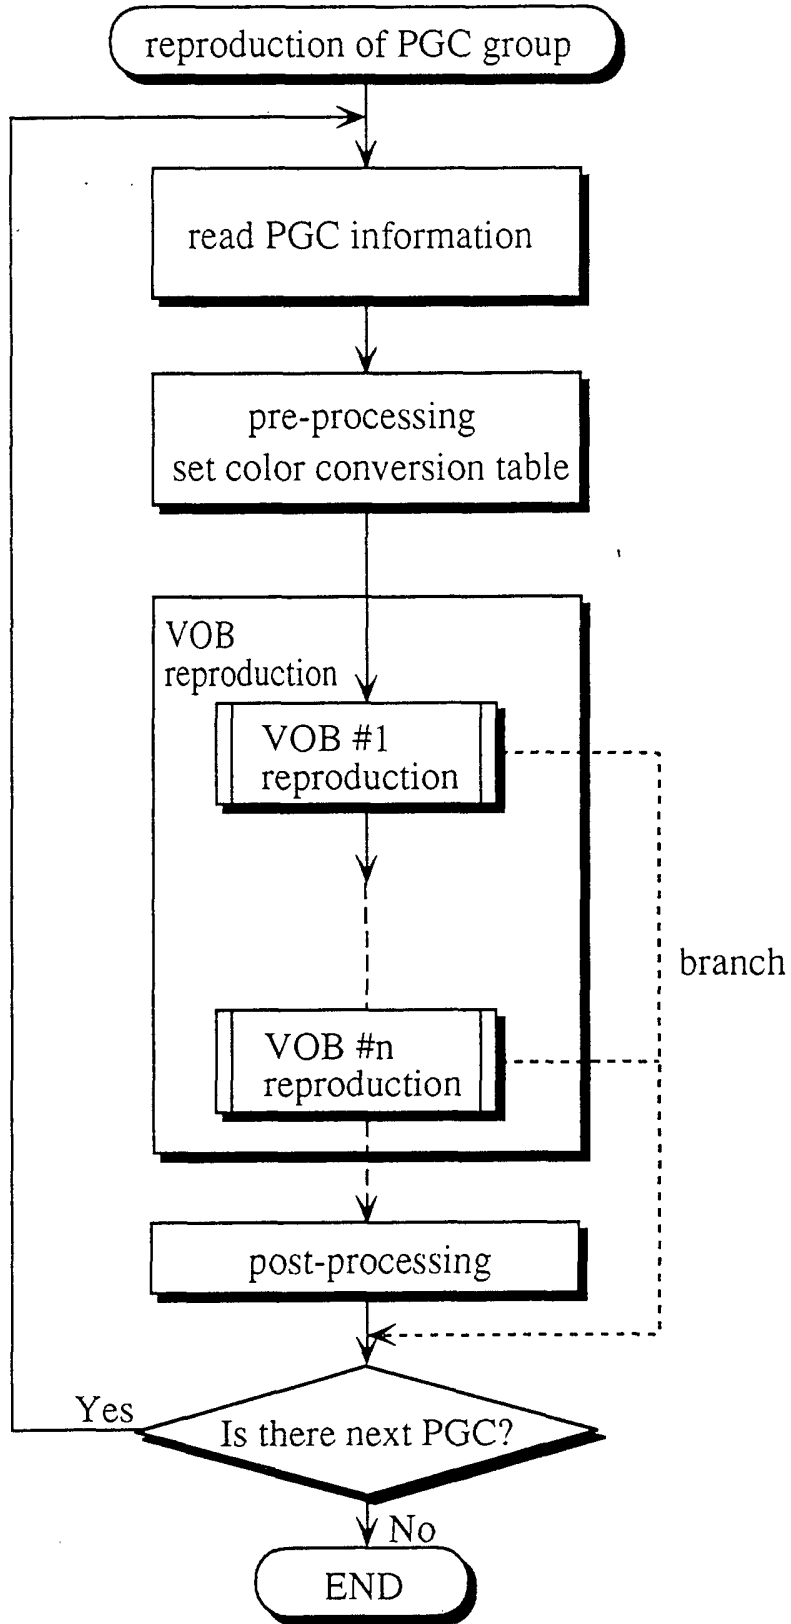 reproduction of PGC group
read PGC information
pre-processing
set color conversion table
VOB
reproduction
VOB #1
reproduction
branch
VOB #n
reproduction
post-processing
Yes
Is there next PGC?
No
END